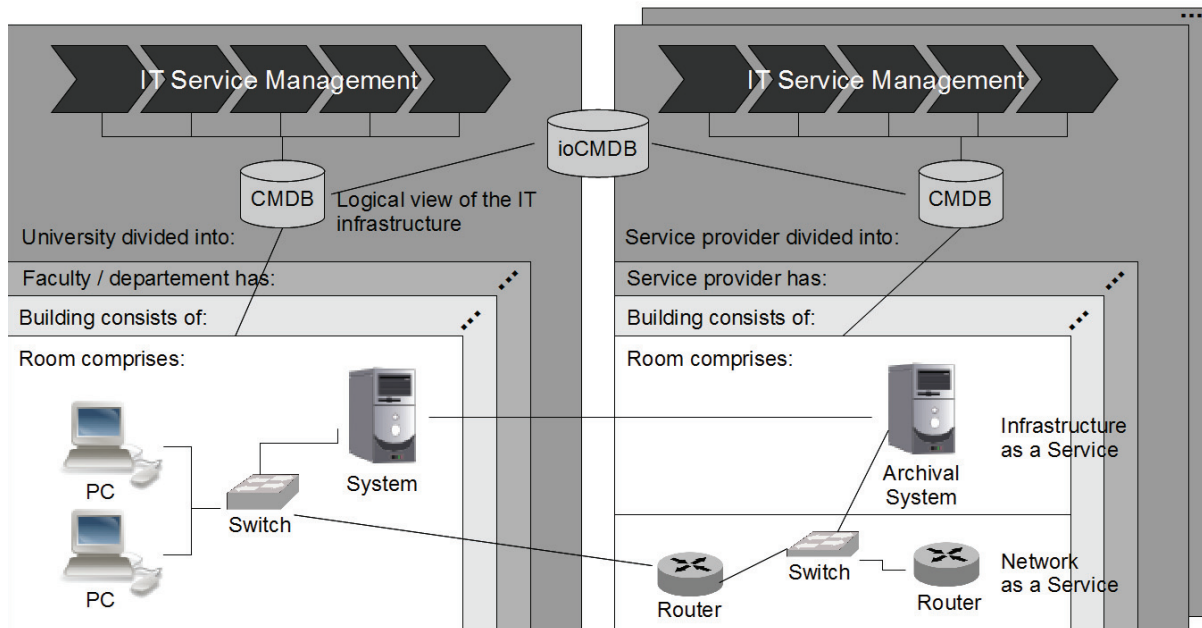 IT Service Management
CMDB
Logical view of the IT
infrastructure
University divided into:
Faculty / departement has:
Building consists of:
Room comprises:
PC
PC
Switch
System
ioCMDB
IT Service Management
CMDB
Service provider divided into:
Service provider has:
Building consists of:
Room comprises:
Archival
System
Infrastructure
as a Service
Router
Switch
Router
Network
as a Service